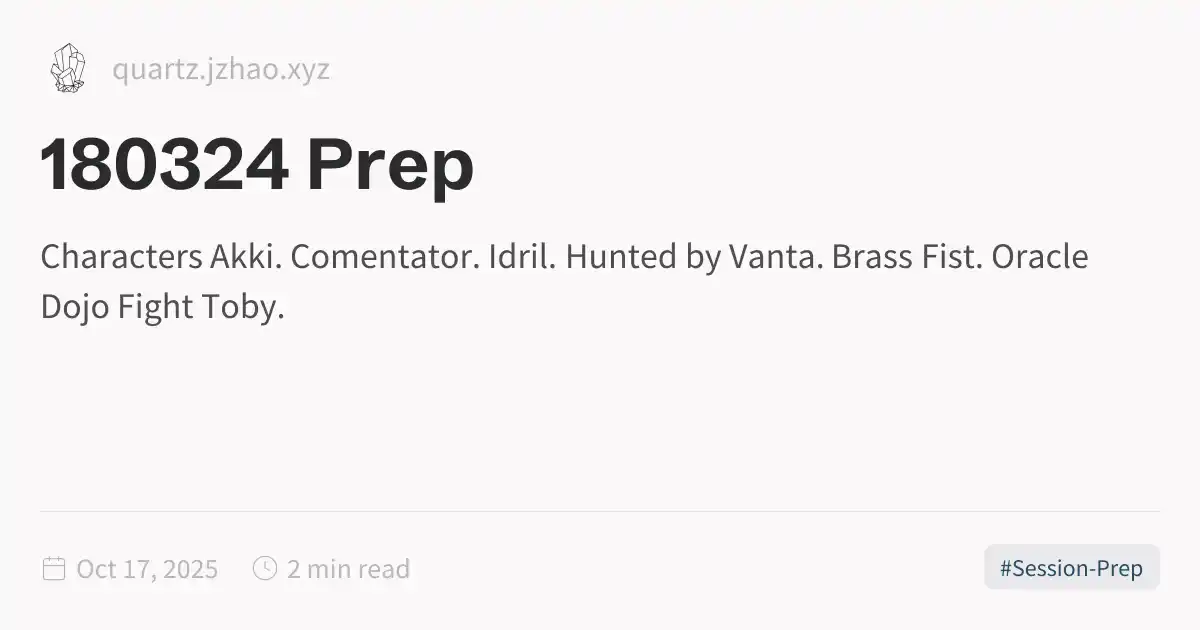 quartz.jzhao.xyz
180324 Prep
Characters Akki. Comentator. Idril. Hunted by Vanta. Brass Fist. Oracle
Dojo Fight Toby.
Oct 17, 2025 2 min read #Session-Prep